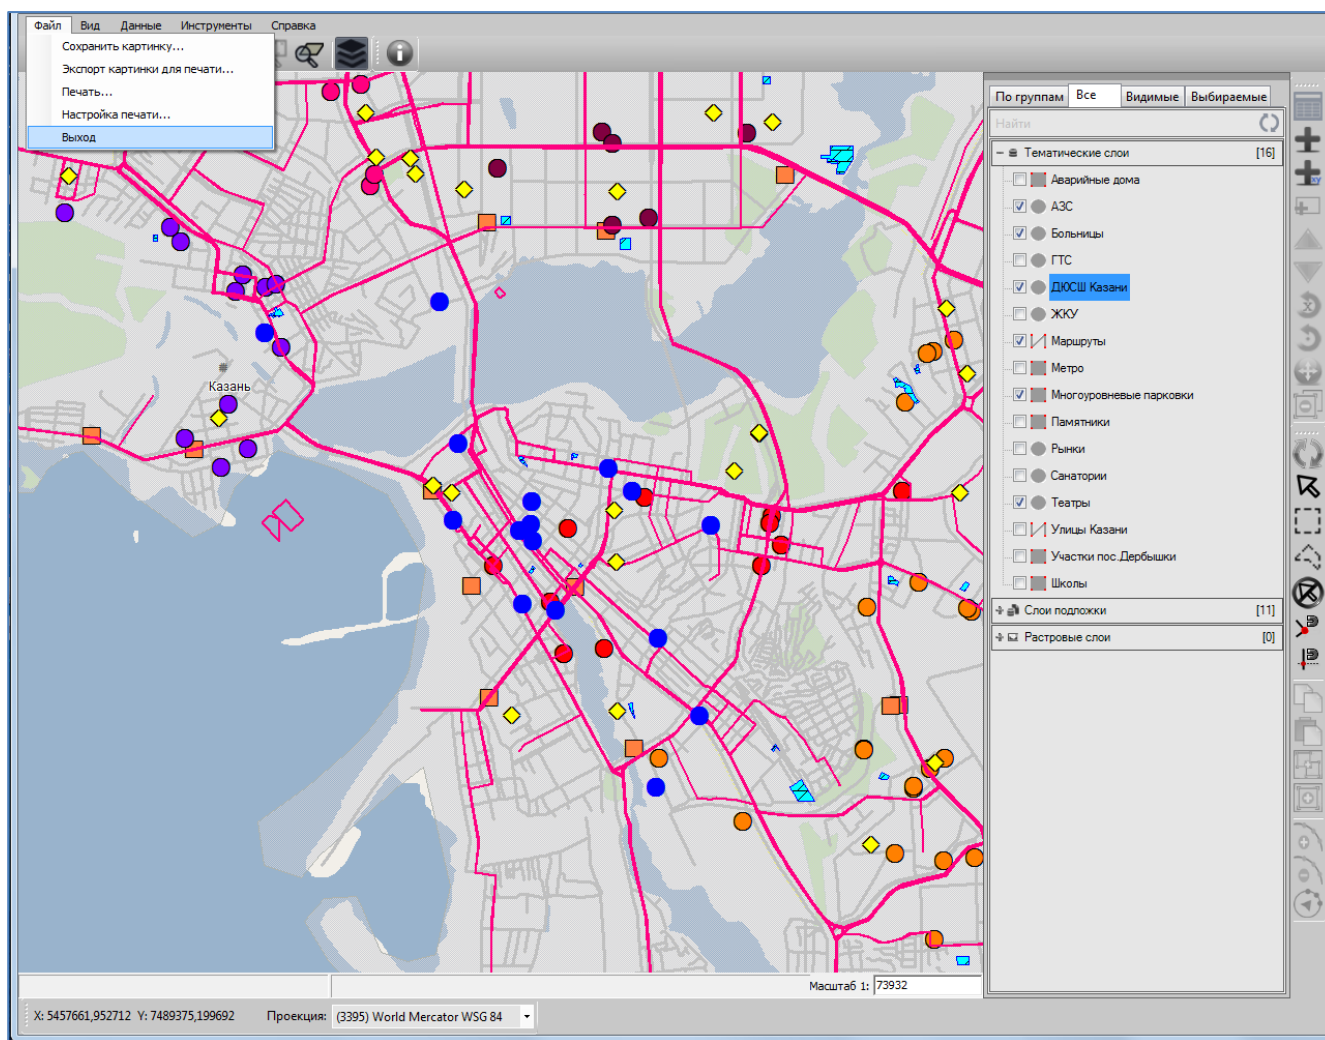 Файл Вид Данные Инструменты Справка
Сохранить картинку...
Экспорт картинки для печати...
Печать...
Настройка печати...
Выход
По группам Все Видимые Выбираемые
Найти
Тематические слои [16]
Аварийные дома
АЗС
Больницы
ГТС
ДЮСШ Казани
ЖКУ
Маршруты
Метро
Многоуровневые парковки
Памятники
Рынки
Санатории
Театры
Улицы Казани
Участки пос.Дербышки
Школы
Слои подложки [11]
Растровые слои [0]
Казань
Масштаб 1: 73932
X: 5457661,952712 Y: 7489375,199692 Проекция: (3395) World Mercator WSG 84